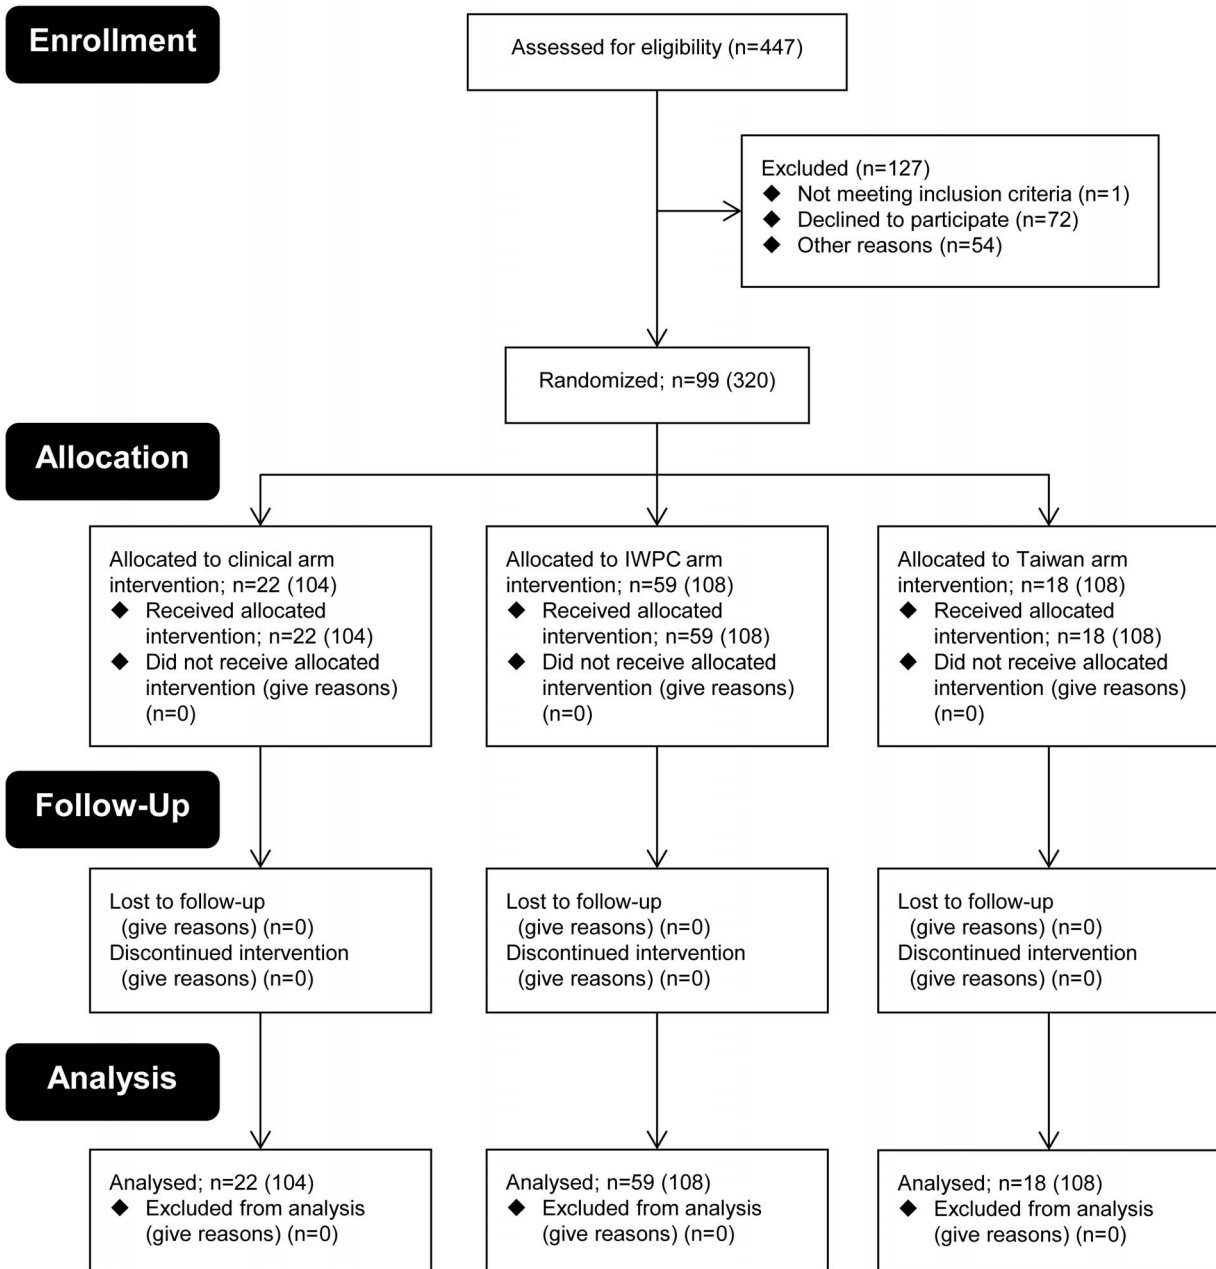 Enrollment
Assessed for eligibility (n=447)
Excluded (n=127)
◆ Not meeting inclusion criteria (n=1)
◆ Declined to participate (n=72)
◆ Other reasons (n=54)
Randomized; n=99 (320)
Allocation
Allocated to clinical arm
intervention; n=22 (104)
◆ Received allocated
intervention; n=22 (104)
◆ Did not receive allocated
intervention (give reasons)
(n=0)
Allocated to IWPC arm
intervention; n=59 (108)
◆ Received allocated
intervention; n=59 (108)
◆ Did not receive allocated
intervention (give reasons)
(n=0)
Allocated to Taiwan arm
intervention; n=18 (108)
◆ Received allocated
intervention; n=18 (108)
◆ Did not receive allocated
intervention (give reasons)
(n=0)
Follow-Up
Lost to follow-up
(give reasons) (n=0)
Discontinued intervention
(give reasons) (n=0)
Lost to follow-up
(give reasons) (n=0)
Discontinued intervention
(give reasons) (n=0)
Lost to follow-up
(give reasons) (n=0)
Discontinued intervention
(give reasons) (n=0)
Analysis
Analysed; n=22 (104)
◆ Excluded from analysis
(give reasons) (n=0)
Analysed; n=59 (108)
◆ Excluded from analysis
(give reasons) (n=0)
Analysed; n=18 (108)
◆ Excluded from analysis
(give reasons) (n=0)